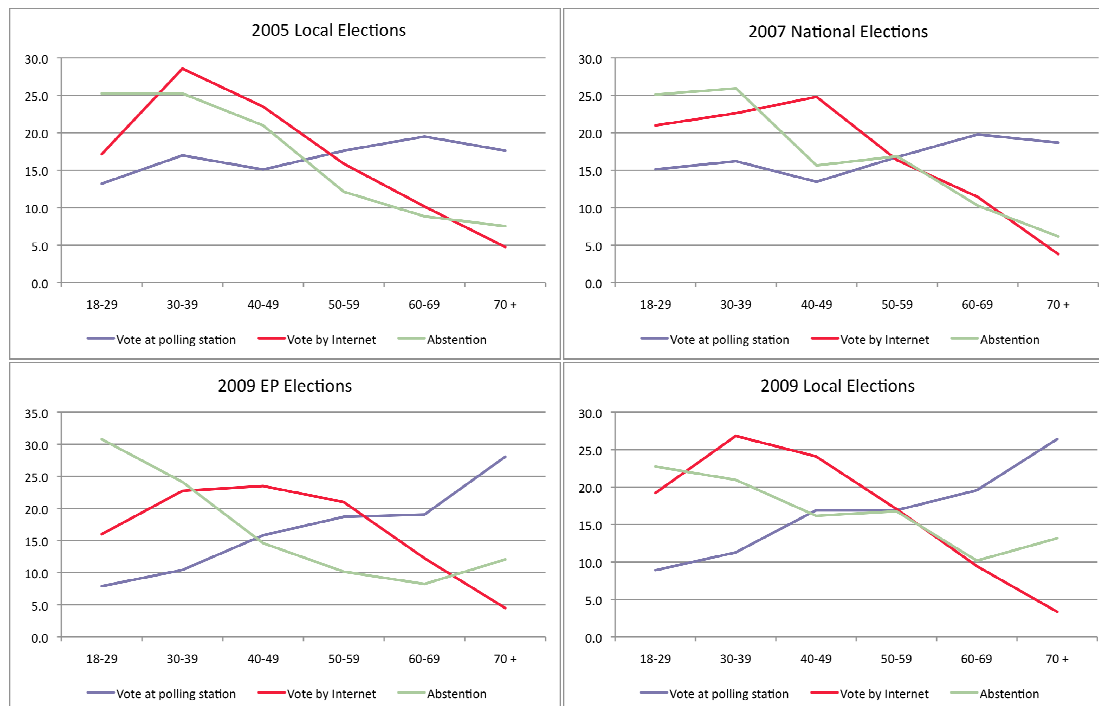 2005 Local Elections
30.0
25.0
20.0
15.0
10.0
5.0
0.0
18-29 30-39 40-49 50-59 60-69 70 +
Vote at polling station Vote by Internet Abstention
2007 National Elections
30.0
25.0
20.0
15.0
10.0
5.0
0.0
18-29 30-39 40-49 50-59 60-69 70 +
Vote at polling station Vote by Internet Abstention
2009 EP Elections
35.0
30.0
25.0
20.0
15.0
10.0
5.0
0.0
18-29 30-39 40-49 50-59 60-69 70 +
Vote at polling station Vote by Internet Abstention
2009 Local Elections
30.0
25.0
20.0
15.0
10.0
5.0
0.0
18-29 30-39 40-49 50-59 60-69 70 +
Vote at polling station Vote by Internet Abstention